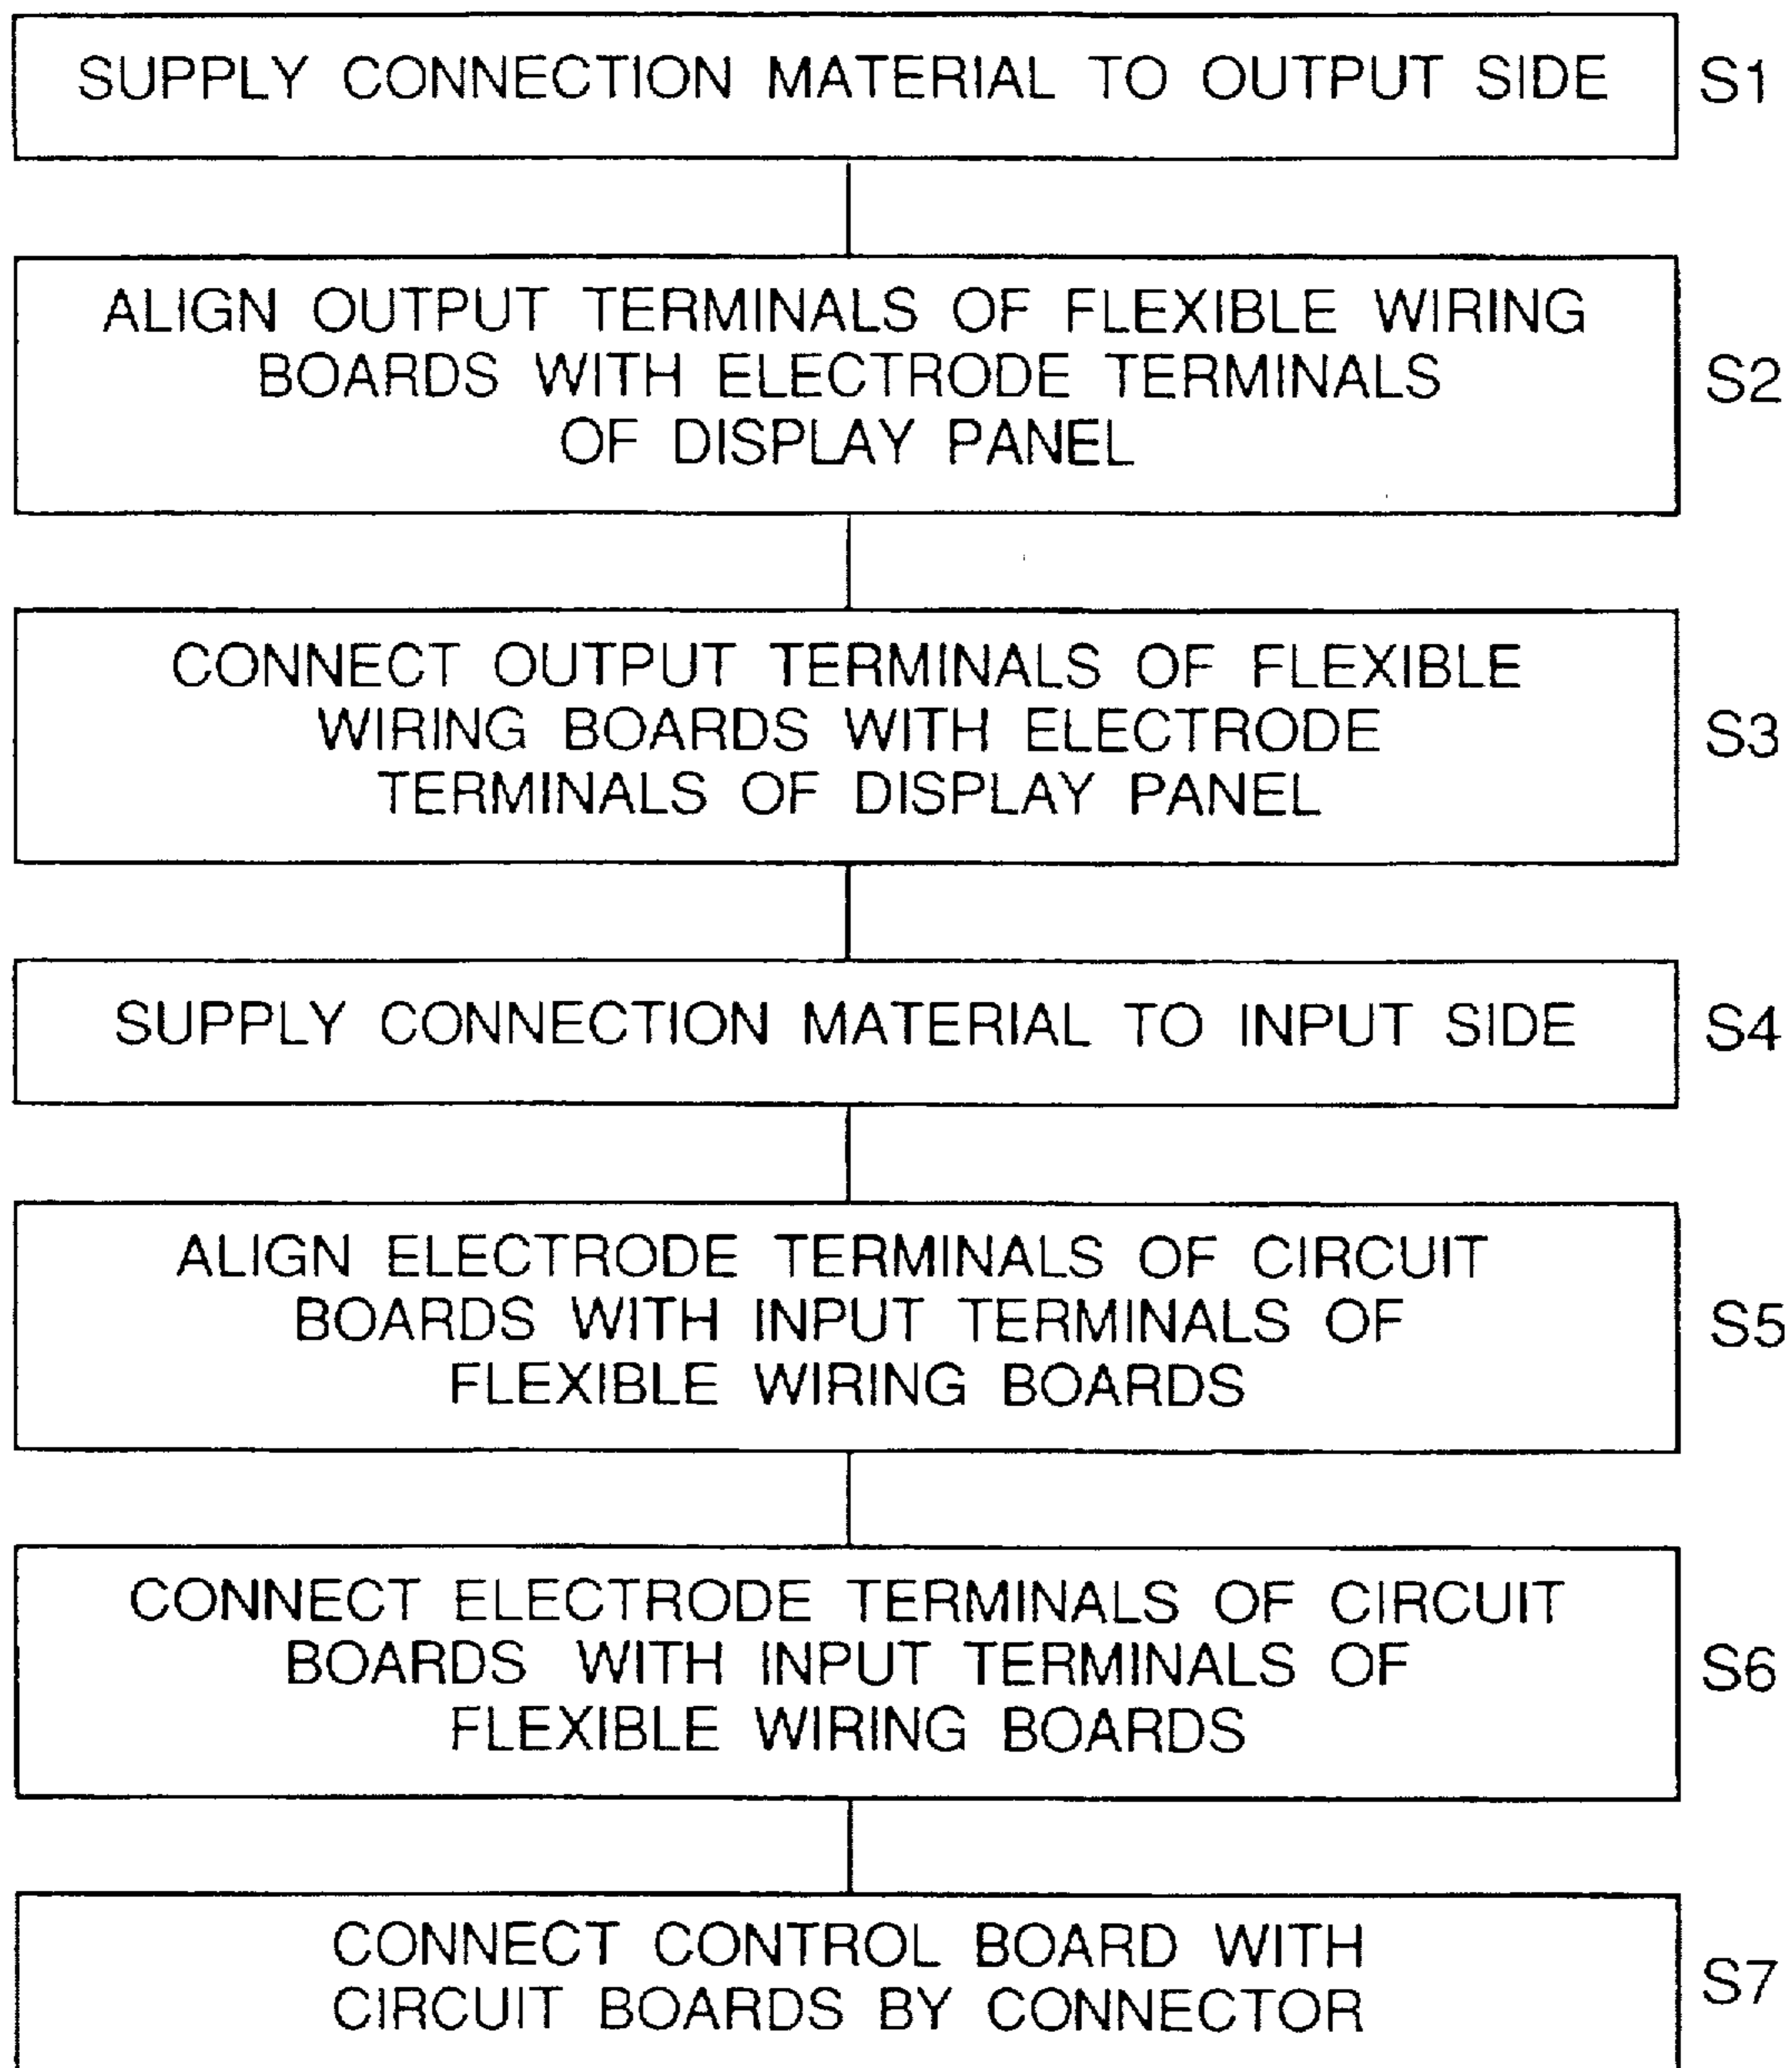 SUPPLY CONNECTION MATERIAL TO OUTPUT SIDE S1
ALIGN OUTPUT TERMINALS OF FLEXIBLE WIRING
BOARDS WITH ELECTRODE TERMINALS S2
OF DISPLAY PANEL
CONNECT OUTPUT TERMINALS OF FLEXIBLE
WIRING BOARDS WITH ELECTRODE S3
TERMINALS OF DISPLAY PANEL
SUPPLY CONNECTION MATERIAL TO INPUT SIDE S4
ALIGN ELECTRODE TERMINALS OF CIRCUIT
BOARDS WITH INPUT TERMINALS OF S5
FLEXIBLE WIRING BOARDS
CONNECT ELECTRODE TERMINALS OF CIRCUIT
BOARDS WITH INPUT TERMINALS OF S6
FLEXIBLE WIRING BOARDS
CONNECT CONTROL BOARD WITH
CIRCUIT BOARDS BY CONNECTOR S7